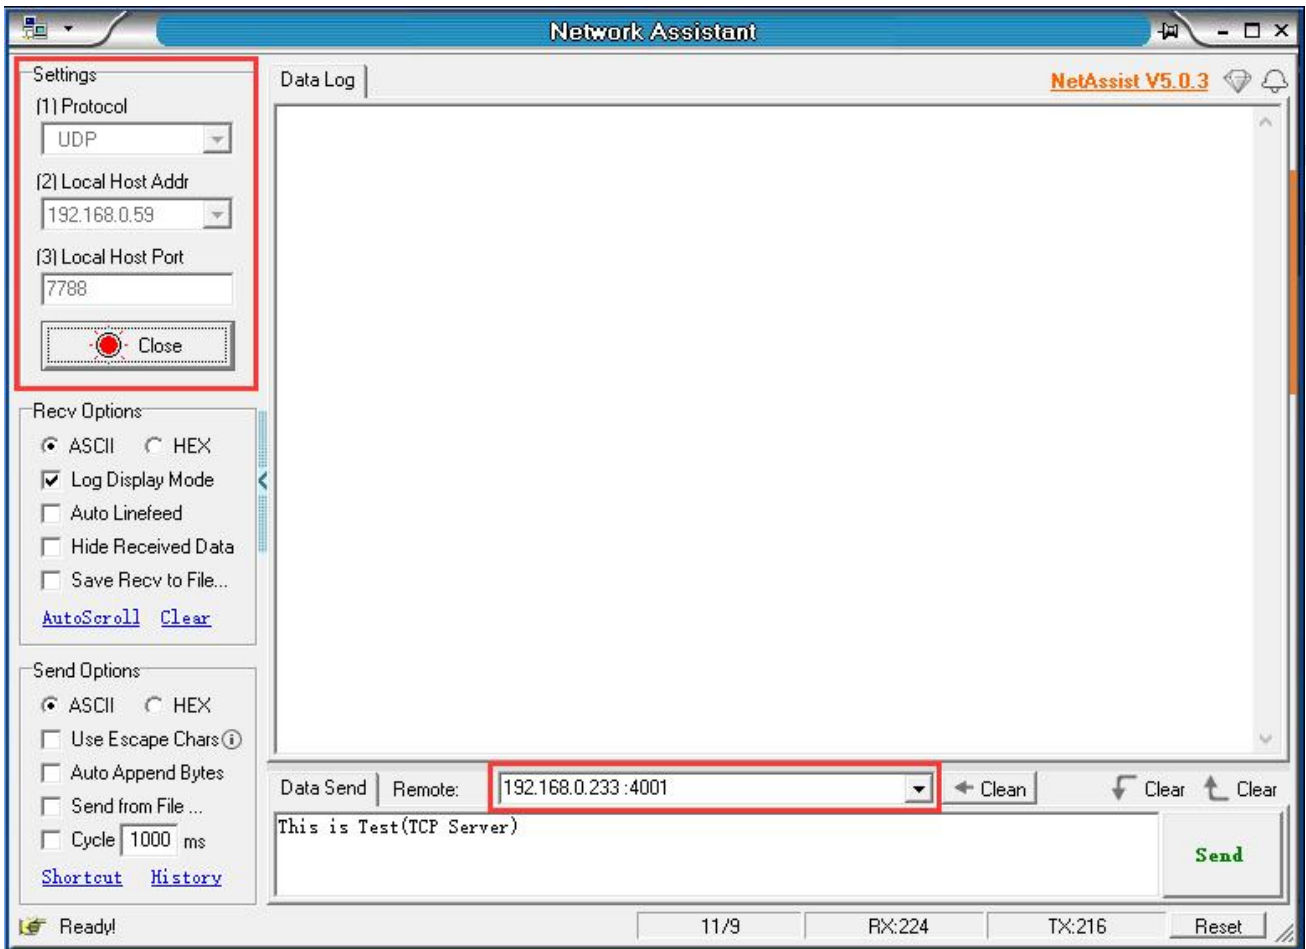 Network Assistant
Settings
(1) Protocol
UDP
(2) Local Host Addr
192.168.0.59
(3) Local Host Port
7788
Close
Recv Options
ASCII HEX
Log Display Mode
Auto Linefeed
Hide Received Data
Save Recv to File...
AutoScroll Clear
Send Options
ASCII HEX
Use Escape Chars
Auto Append Bytes
Send from File ...
Cycle 1000 ms
Shortcut History
Data Log
NetAssist V5.0.3
Data Send Remote: 192.168.0.233 :4001 Clean Clear Clear
This is Test(TCP Server)
Send
Ready! 11/9 RX:224 TX:216 Reset